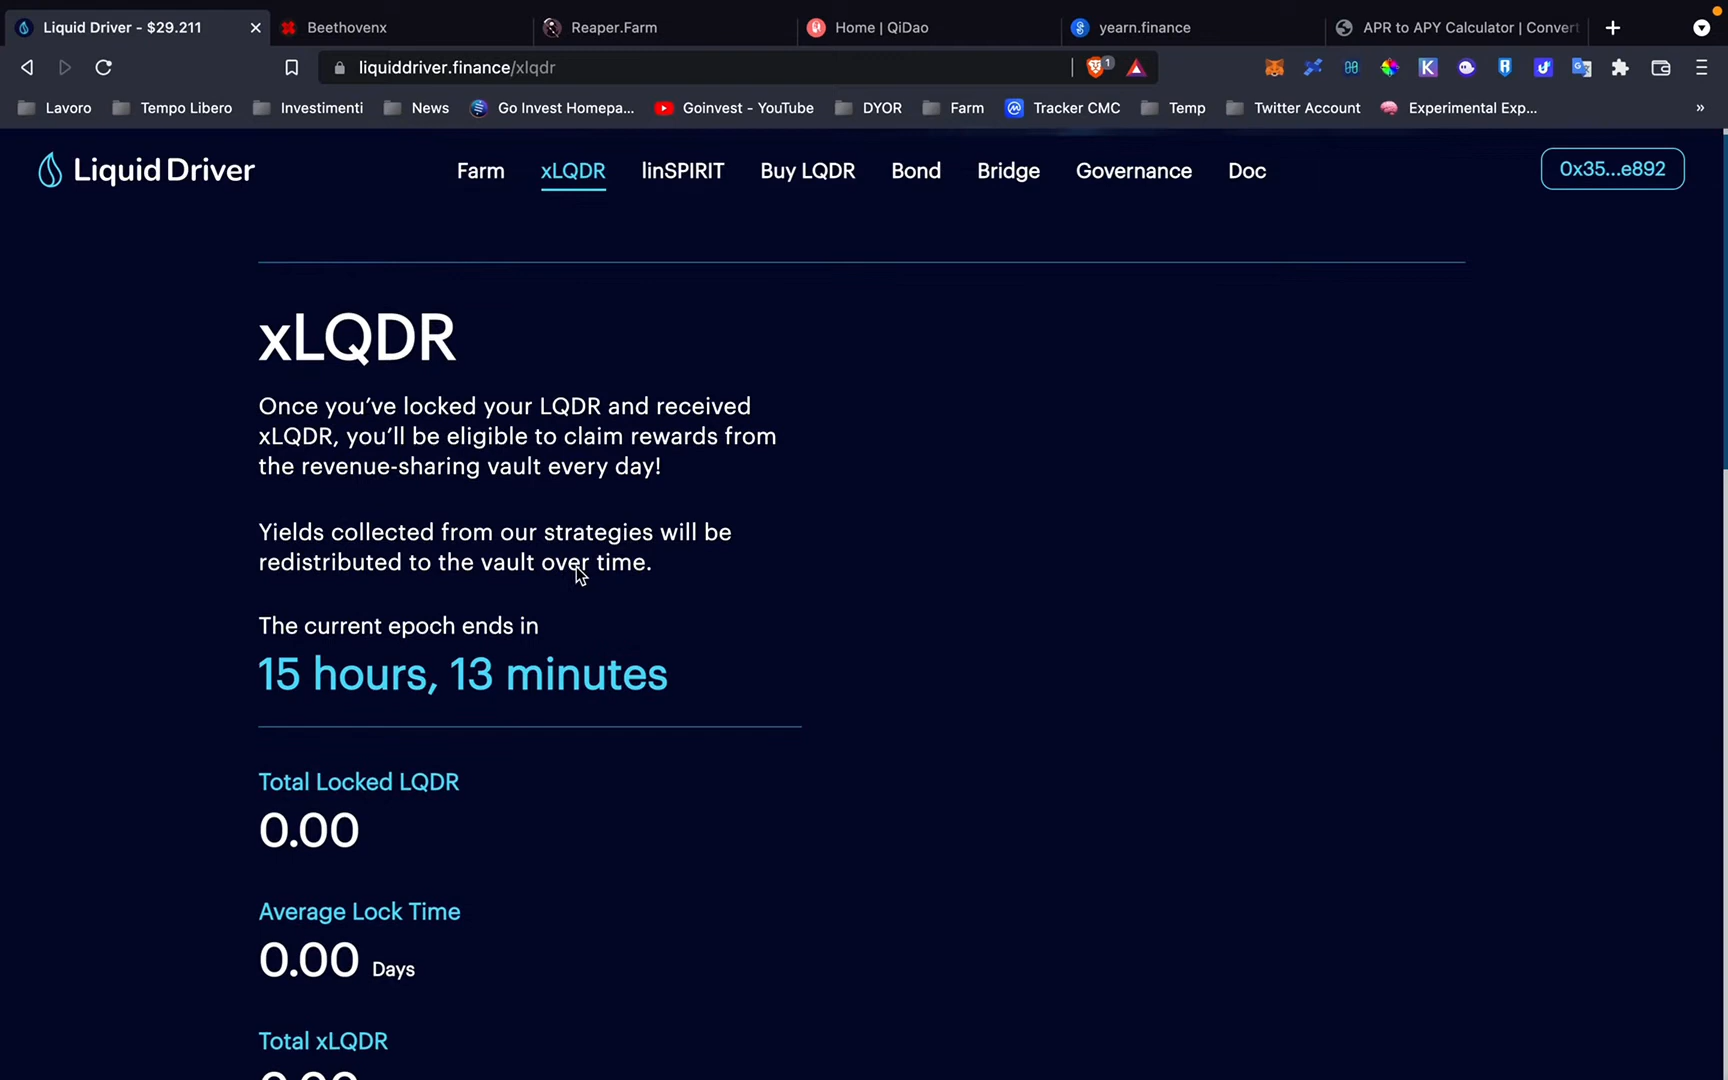 Liquid Driver - $29.211
Beethovenx
Reaper.Farm
Home | QiDao
yearn.finance
APR to APY Calculator | Convert
liquiddriver.finance/xlqdr
1
Lavoro
Tempo Libero
Investimenti
News
Go Invest Homepa...
Goinvest - YouTube
DYOR
Farm
Tracker CMC
Temp
Twitter Account
Experimental Exp...
»
Liquid Driver
Farm
xLQDR
linSPIRIT
Buy LQDR
Bond
Bridge
Governance
Doc
0x35...e892
xLQDR
Once you’ve locked your LQDR and received
xLQDR, you’ll be eligible to claim rewards from
the revenue-sharing vault every day!
Yields collected from our strategies will be
redistributed to the vault over time.
The current epoch ends in
15 hours, 13 minutes
Total Locked LQDR
0.00
Average Lock Time
0.00 Days
Total xLQDR